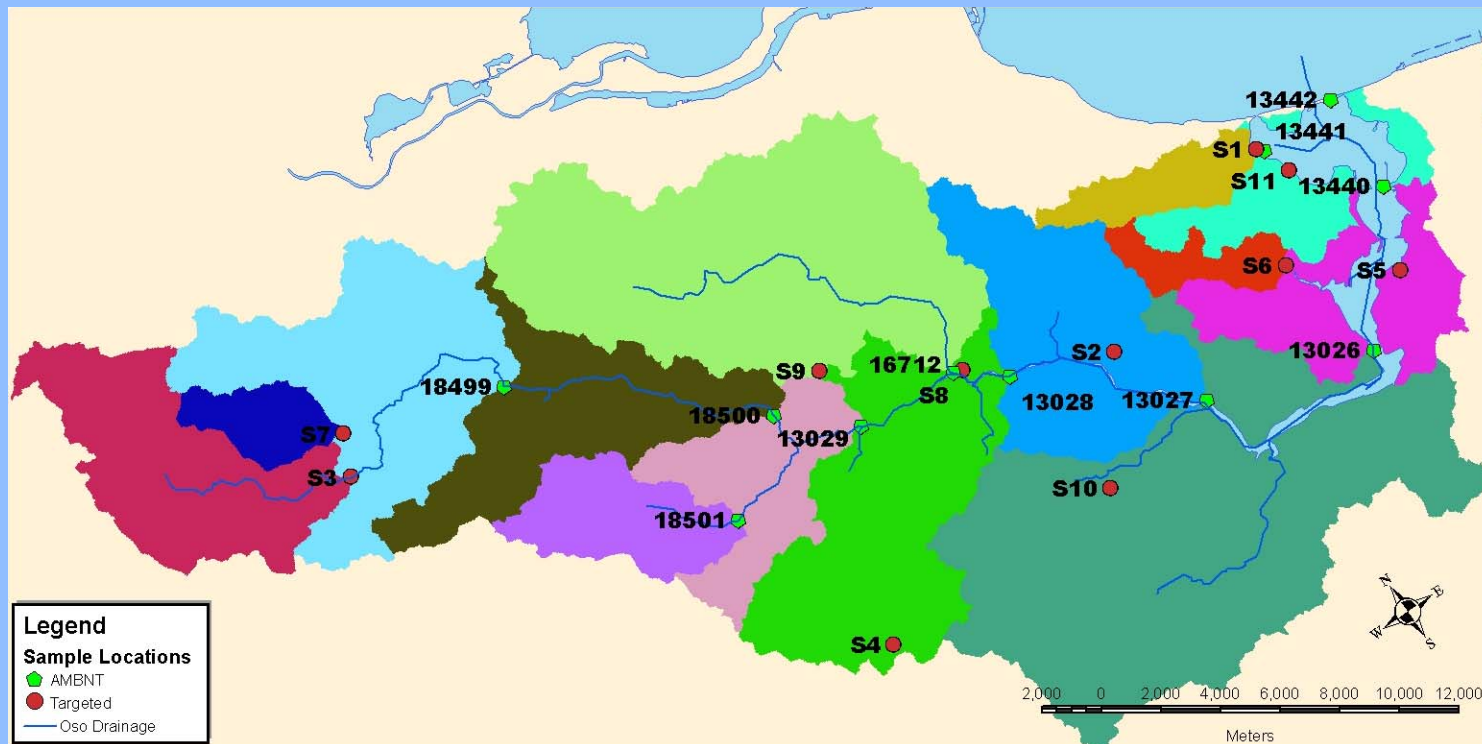 13442
13441
S1
S11
13440
S6
S5
S2
13026
16712
S9
18499
S8
13028
13027
18500
13029
S7
S3
S10
18501
S4
Legend
Sample Locations
AMBNT
Targeted
Oso Drainage
N
E
W
S
2,000 0 2,000 4,000 6,000 8,000 10,000 12,000
Meters